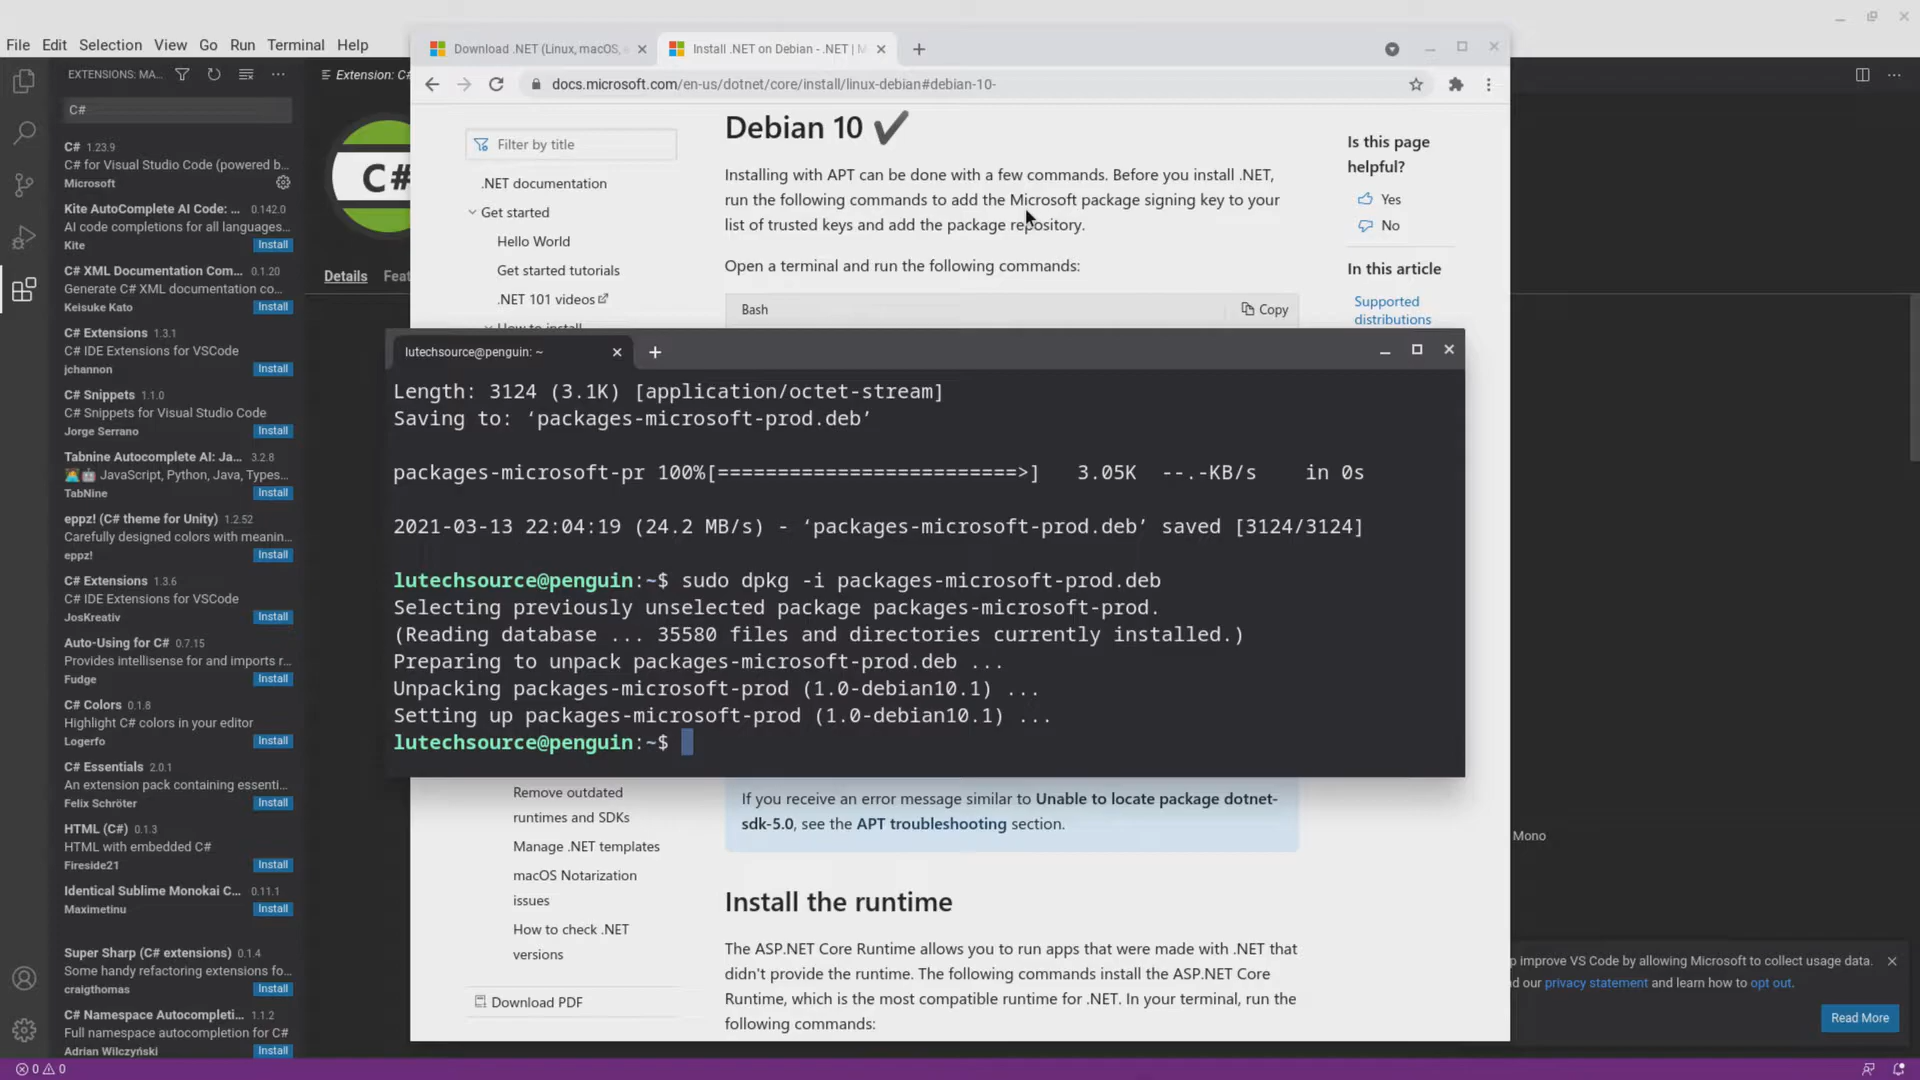 File Edit Selection View Go Run Terminal Help
EXTENSIONS: MA...
C#
C# 1.23.9
C# for Visual Studio Code (powered b...
Microsoft
Kite AutoComplete AI Code: ... 0.142.0
AI code completions for all languages...
Kite Install
C# XML Documentation Com... 0.1.20
Generate C# XML documentation co...
Keisuke Kato Install
C# Extensions 1.3.1
C# IDE Extensions for VSCode
jchannon Install
C# Snippets 1.1.0
C# Snippets for Visual Studio Code
Jorge Serrano Install
Tabnine Autocomplete AI: Ja... 3.2.8
JavaScript, Python, Java, Types...
TabNine Install
eppz! (C# theme for Unity) 1.2.52
Carefully designed colors with meanin...
eppz! Install
C# Extensions 1.3.6
C# IDE Extensions for VSCode
JosKreativ Install
Auto-Using for C# 0.7.15
Provides intellisense for and imports r...
Fudge Install
C# Colors 0.1.8
Highlight C# colors in your editor
Logerfo Install
C# Essentials 2.0.1
An extension pack containing essenti...
Felix Schröter Install
HTML (C#) 0.1.3
HTML with embedded C#
Fireside21 Install
Identical Sublime Monokai C... 0.11.1
Maximetinu Install
Super Sharp (C# extensions) 0.1.4
Some handy refactoring extensions fo...
craigthomas Install
C# Namespace Autocompleti... 1.1.2
Full namespace autocompletion for C#
Adrian Wilczyński Install
0 0
Extension: C#
C#
Details Feat
Download .NET (Linux, macOS,
Install .NET on Debian - .NET | M
docs.microsoft.com/en-us/dotnet/core/install/linux-debian#debian-10-
Filter by title
.NET documentation
Get started
Hello World
Get started tutorials
.NET 101 videos
How to install
Debian 10 ✔
Installing with APT can be done with a few commands. Before you install .NET,
run the following commands to add the Microsoft package signing key to your
list of trusted keys and add the package repository.
Open a terminal and run the following commands:
Bash Copy
Is this page
helpful?
Yes
No
In this article
Supported
distributions
lutechsource@penguin: ~
Length: 3124 (3.1K) [application/octet-stream]
Saving to: ‘packages-microsoft-prod.deb’
packages-microsoft-pr 100%[=========================>] 3.05K --.-KB/s in 0s
2021-03-13 22:04:19 (24.2 MB/s) - ‘packages-microsoft-prod.deb’ saved [3124/3124]
lutechsource@penguin:~$ sudo dpkg -i packages-microsoft-prod.deb
Selecting previously unselected package packages-microsoft-prod.
(Reading database ... 35580 files and directories currently installed.)
Preparing to unpack packages-microsoft-prod.deb ...
Unpacking packages-microsoft-prod (1.0-debian10.1) ...
Setting up packages-microsoft-prod (1.0-debian10.1) ...
lutechsource@penguin:~$
Remove outdated
runtimes and SDKs
Manage .NET templates
macOS Notarization
issues
How to check .NET
versions
Download PDF
If you receive an error message similar to Unable to locate package dotnet-
sdk-5.0, see the APT troubleshooting section.
Install the runtime
The ASP.NET Core Runtime allows you to run apps that were made with .NET that
didn't provide the runtime. The following commands install the ASP.NET Core
Runtime, which is the most compatible runtime for .NET. In your terminal, run the
following commands:
Mono
p improve VS Code by allowing Microsoft to collect usage data.
d our privacy statement and learn how to opt out.
Read More